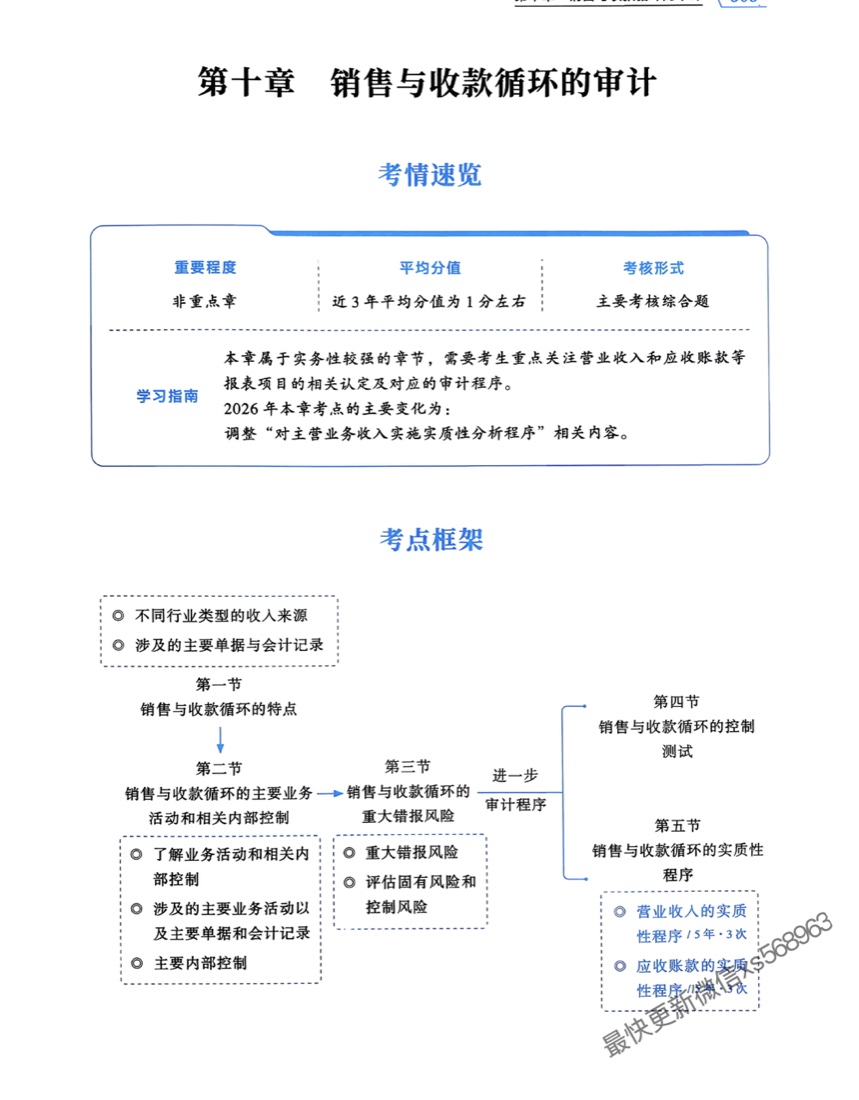 第十章 销售与收款循环的审计
考情速览
重要程度
平均分值
考核形式
非重点章
近 3 年平均分值为 1 分左右
主要考核综合题
学习指南
本章属于实务性较强的章节，需要考生重点关注营业收入和应收账款等
报表项目的相关认定及对应的审计程序。
2026 年本章考点的主要变化为：
调整“对主营业务收入实施实质性分析程序”相关内容。
考点框架
◎ 不同行业类型的收入来源
◎ 涉及的主要单据与会计记录
第一节
销售与收款循环的特点
第二节
销售与收款循环的主要业务
活动和相关内部控制
◎ 了解业务活动和相关内
部控制
◎ 涉及的主要业务活动以
及主要单据和会计记录
◎ 主要内部控制
第三节
销售与收款循环的
重大错报风险
◎ 重大错报风险
◎ 评估固有风险和
控制风险
进一步
审计程序
第四节
销售与收款循环的控制
测试
第五节
销售与收款循环的实质性
程序
◎ 营业收入的实质
性程序 / 5 年·3 次
◎ 应收账款的实质
性程序 / 5 年·3 次
最快更新微信xs568963